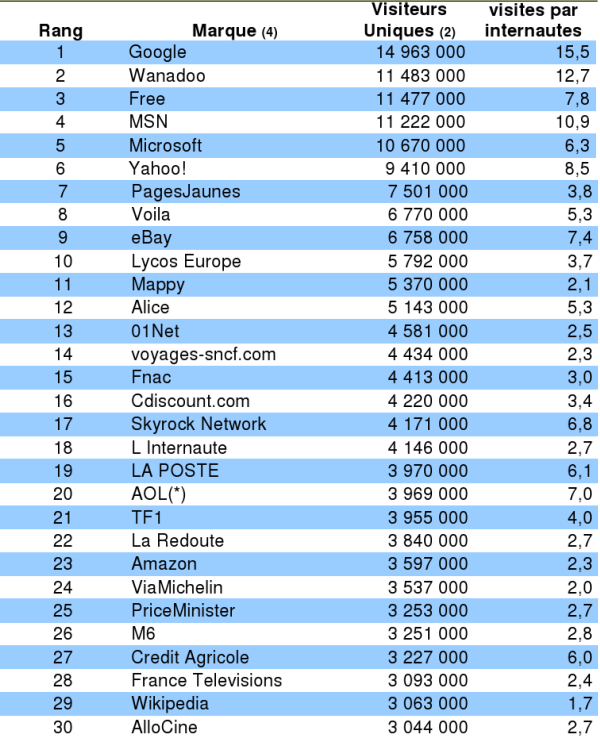 Visiteurs visites par
Rang Marque (4) Uniques (2) internautes
1 Google 14 963 000 15,5
2 Wanadoo 11 483 000 12,7
3 Free 11 477 000 7,8
4 MSN 11 222 000 10,9
5 Microsoft 10 670 000 6,3
6 Yahoo! 9 410 000 8,5
7 PagesJaunes 7 501 000 3,8
8 Voila 6 770 000 5,3
9 eBay 6 758 000 7,4
10 Lycos Europe 5 792 000 3,7
11 Mappy 5 370 000 2,1
12 Alice 5 143 000 5,3
13 01Net 4 581 000 2,5
14 voyages-sncf.com 4 434 000 2,3
15 Fnac 4 413 000 3,0
16 Cdiscount.com 4 220 000 3,4
17 Skyrock Network 4 171 000 6,8
18 L Internaute 4 146 000 2,7
19 LA POSTE 3 970 000 6,1
20 AOL(*) 3 969 000 7,0
21 TF1 3 955 000 4,0
22 La Redoute 3 840 000 2,7
23 Amazon 3 597 000 2,3
24 ViaMichelin 3 537 000 2,0
25 PriceMinister 3 253 000 2,7
26 M6 3 251 000 2,8
27 Credit Agricole 3 227 000 6,0
28 France Televisions 3 093 000 2,4
29 Wikipedia 3 063 000 1,7
30 AlloCine 3 044 000 2,7